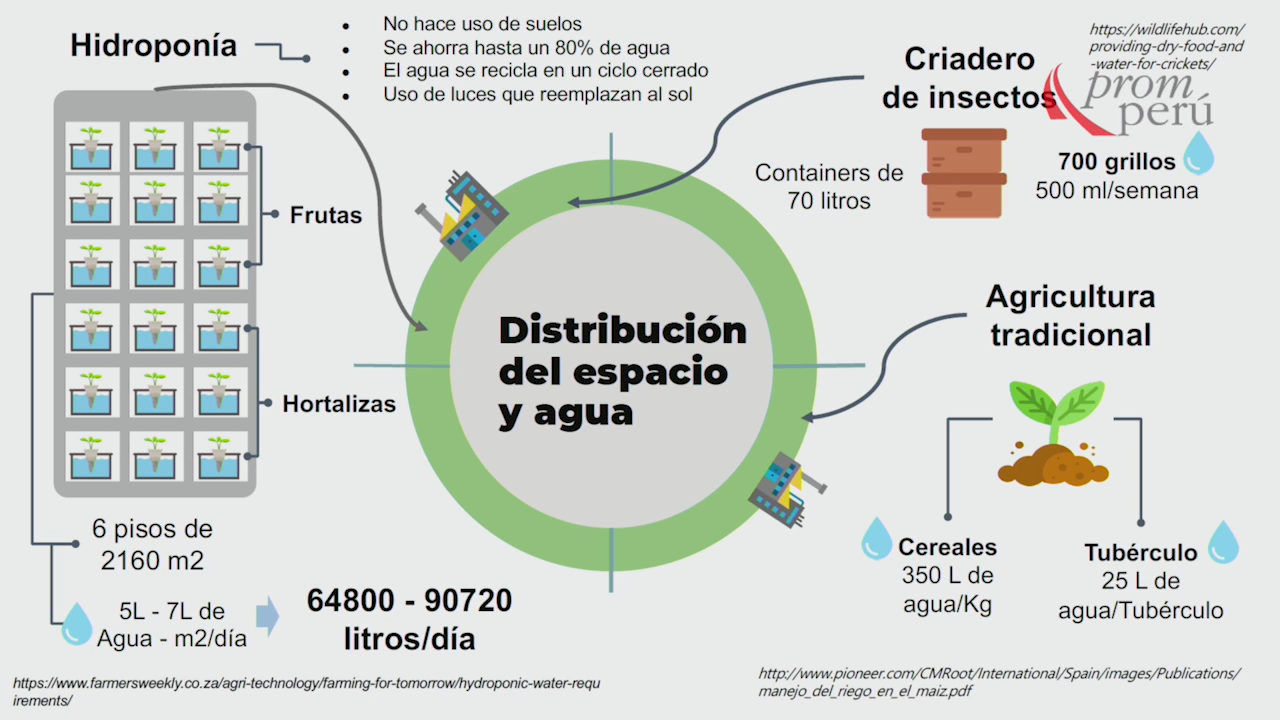 Hidroponía
No hace uso de suelos
Se ahorra hasta un 80% de agua
El agua se recicla en un ciclo cerrado
Uso de luces que reemplazan al sol
Frutas
Hortalizas
6 pisos de
2160 m2
5L - 7L de
Agua - m2/día
64800 - 90720
litros/día
https://www.farmersweekly.co.za/agri-technology/farming-for-tomorrow/hydroponic-water-requ
irements/
Distribución
del espacio
y agua
Criadero
de insectos
https://wildlifehub.com/
providing-dry-food-and
-water-for-crickets/
prom
perú
Containers de
70 litros
700 grillos
500 ml/semana
Agricultura
tradicional
Cereales
350 L de
agua/Kg
Tubérculo
25 L de
agua/Tubérculo
http://www.pioneer.com/CMRoot/International/Spain/images/Publications/
manejo_del_riego_en_el_maiz.pdf